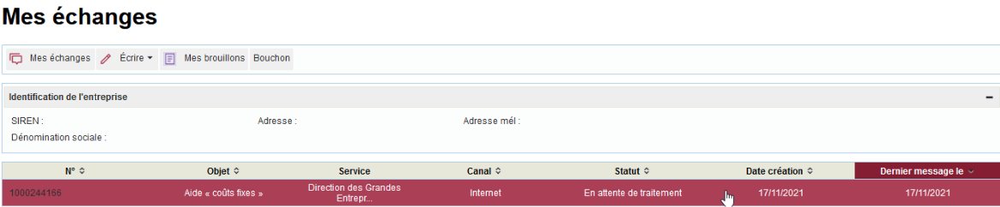 Mes échanges
Mes échanges Écrire Mes brouillons Bouchon
Identification de l'entreprise
SIREN : Adresse : Adresse mél :
Dénomination sociale :
N° Objet Service Canal Statut Date création Dernier message le
1000244166 Aide « coûts fixes » Direction des Grandes Entrepr... Internet En attente de traitement 17/11/2021 17/11/2021